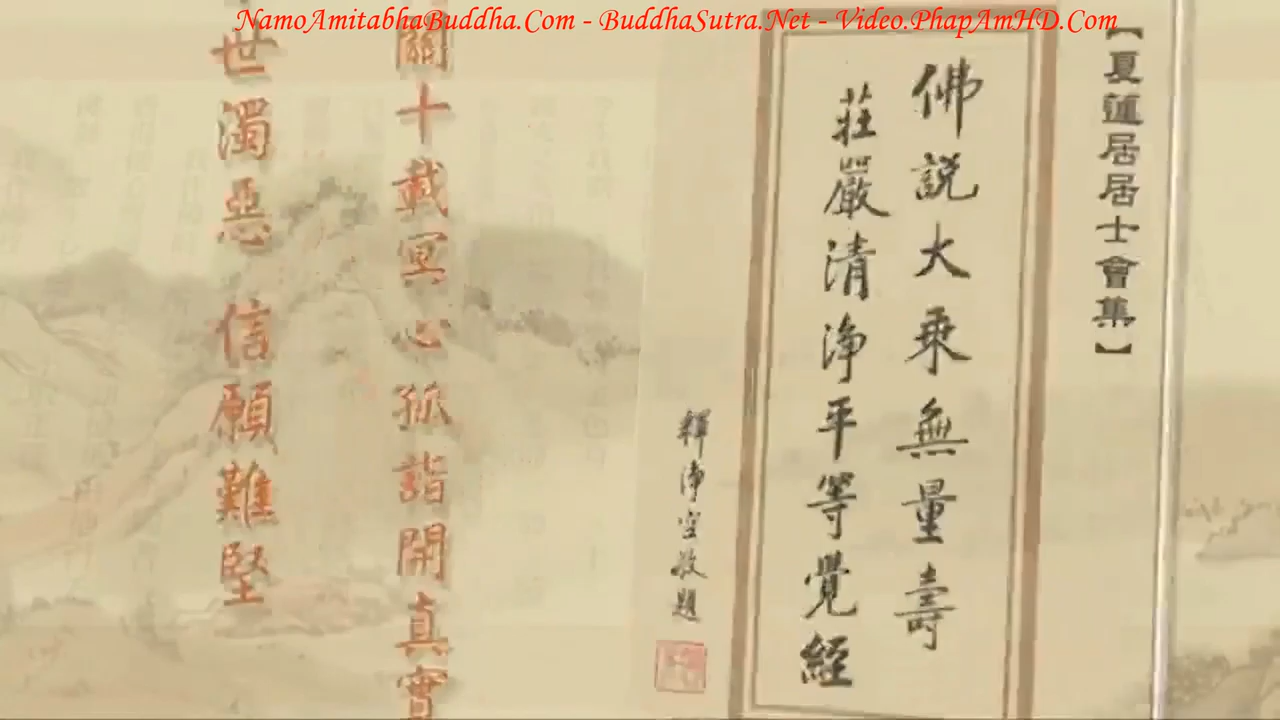 NamoAmitabhaBuddha.Com - BuddhaSutra.Net - Video.PhapAmHD.Com
【夏蓮居居士會集】
佛說大乘無量壽
莊嚴清淨平等覺經
釋淨空敬題
關十載冥心孤詣開真實
世濁惡 信願難堅